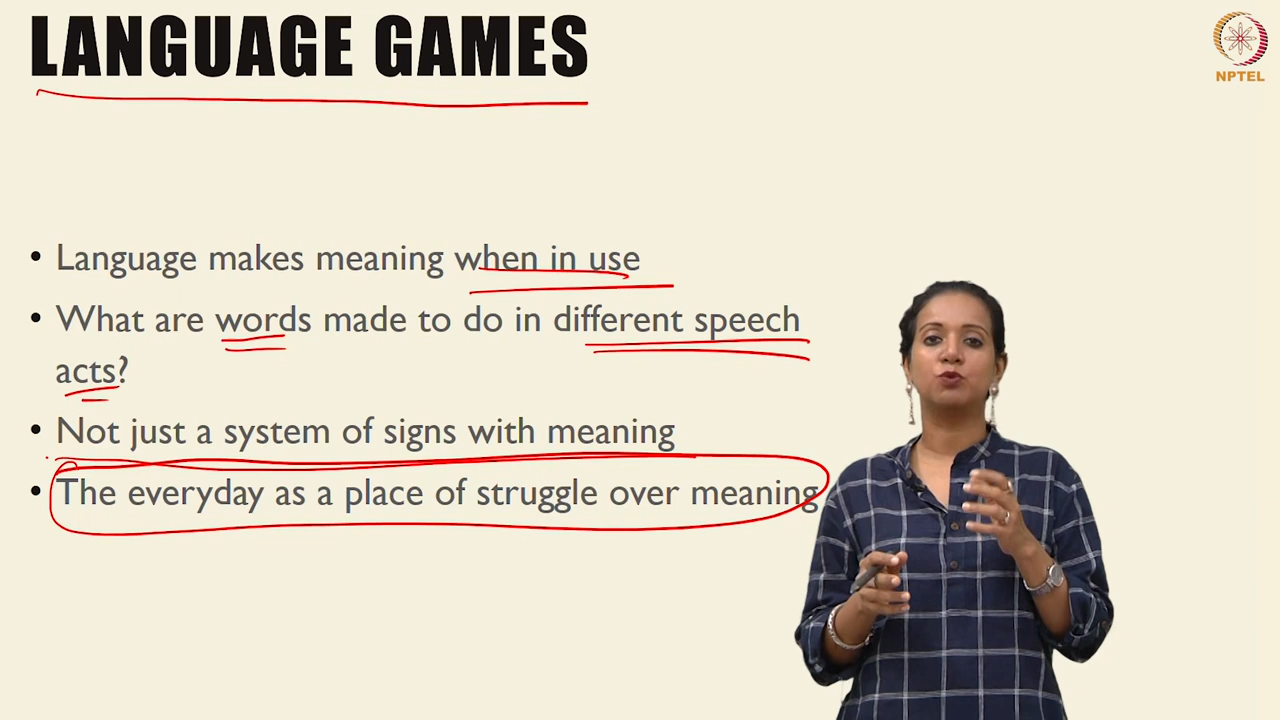 LANGUAGE GAMES
NPTEL
• Language makes meaning when in use
• What are words made to do in different speech
acts?
• Not just a system of signs with meaning
• The everyday as a place of struggle over meaning